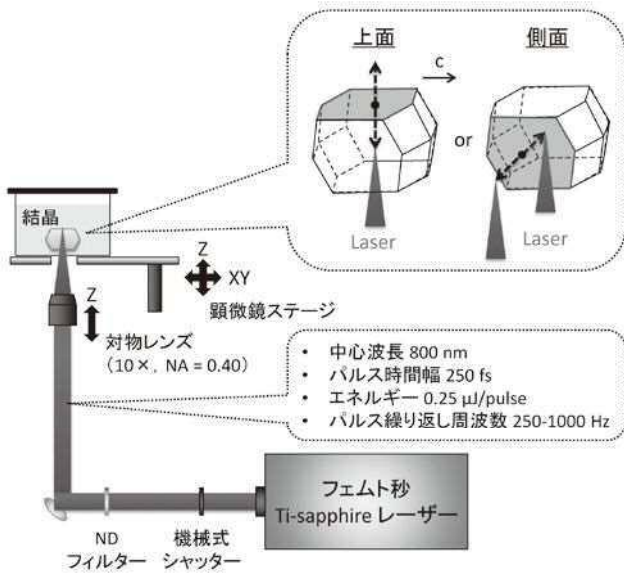 上面
側面
c
or
Laser
Laser
結晶
Z
XY
顕微鏡ステージ
Z
対物レンズ
(10×, NA = 0.40)
• 中心波長 800 nm
• パルス時間幅 250 fs
• エネルギー 0.25 μJ/pulse
• パルス繰り返し周波数 250-1000 Hz
フェムト秒
Ti-sapphire レーザー
ND
フィルター
機械式
シャッター